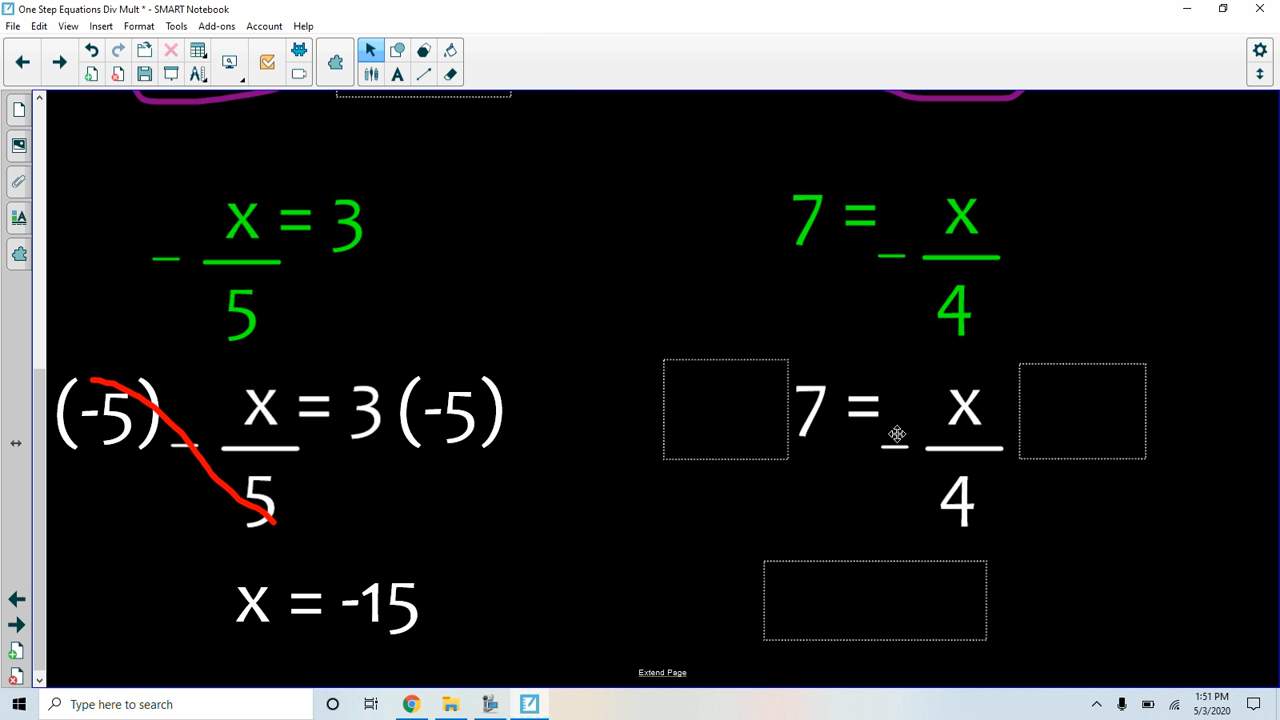 One Step Equations Div Mult * - SMART Notebook
File Edit View Insert Format Tools Add-ons Account Help
− x/5 = 3
7 = − x/4
(-5) − x/5 = 3 (-5)
7 = − x/4
x = -15
Extend Page
Type here to search
1:51 PM
5/3/2020